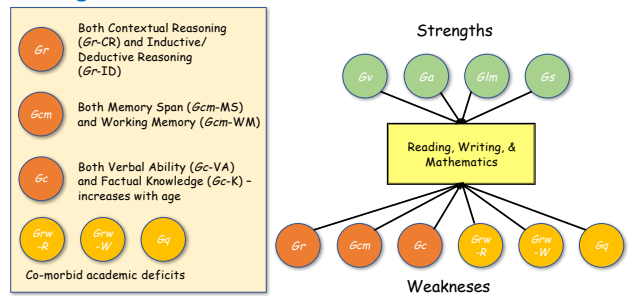 Gr
Both Contextual Reasoning
(Gr-CR) and Inductive/
Deductive Reasoning
(Gr-ID)
Gcm
Both Memory Span (Gcm-MS)
and Working Memory (Gcm-WM)
Gc
Both Verbal Ability (Gc-VA)
and Factual Knowledge (Gc-K) –
increases with age
Grw
-R
Grw
-W
Gq
Co-morbid academic deficits
Strengths
Gv
Ga
Glm
Gs
Reading, Writing, &
Mathematics
Gr
Gcm
Gc
Grw
-R
Grw
-W
Gq
Weakneses